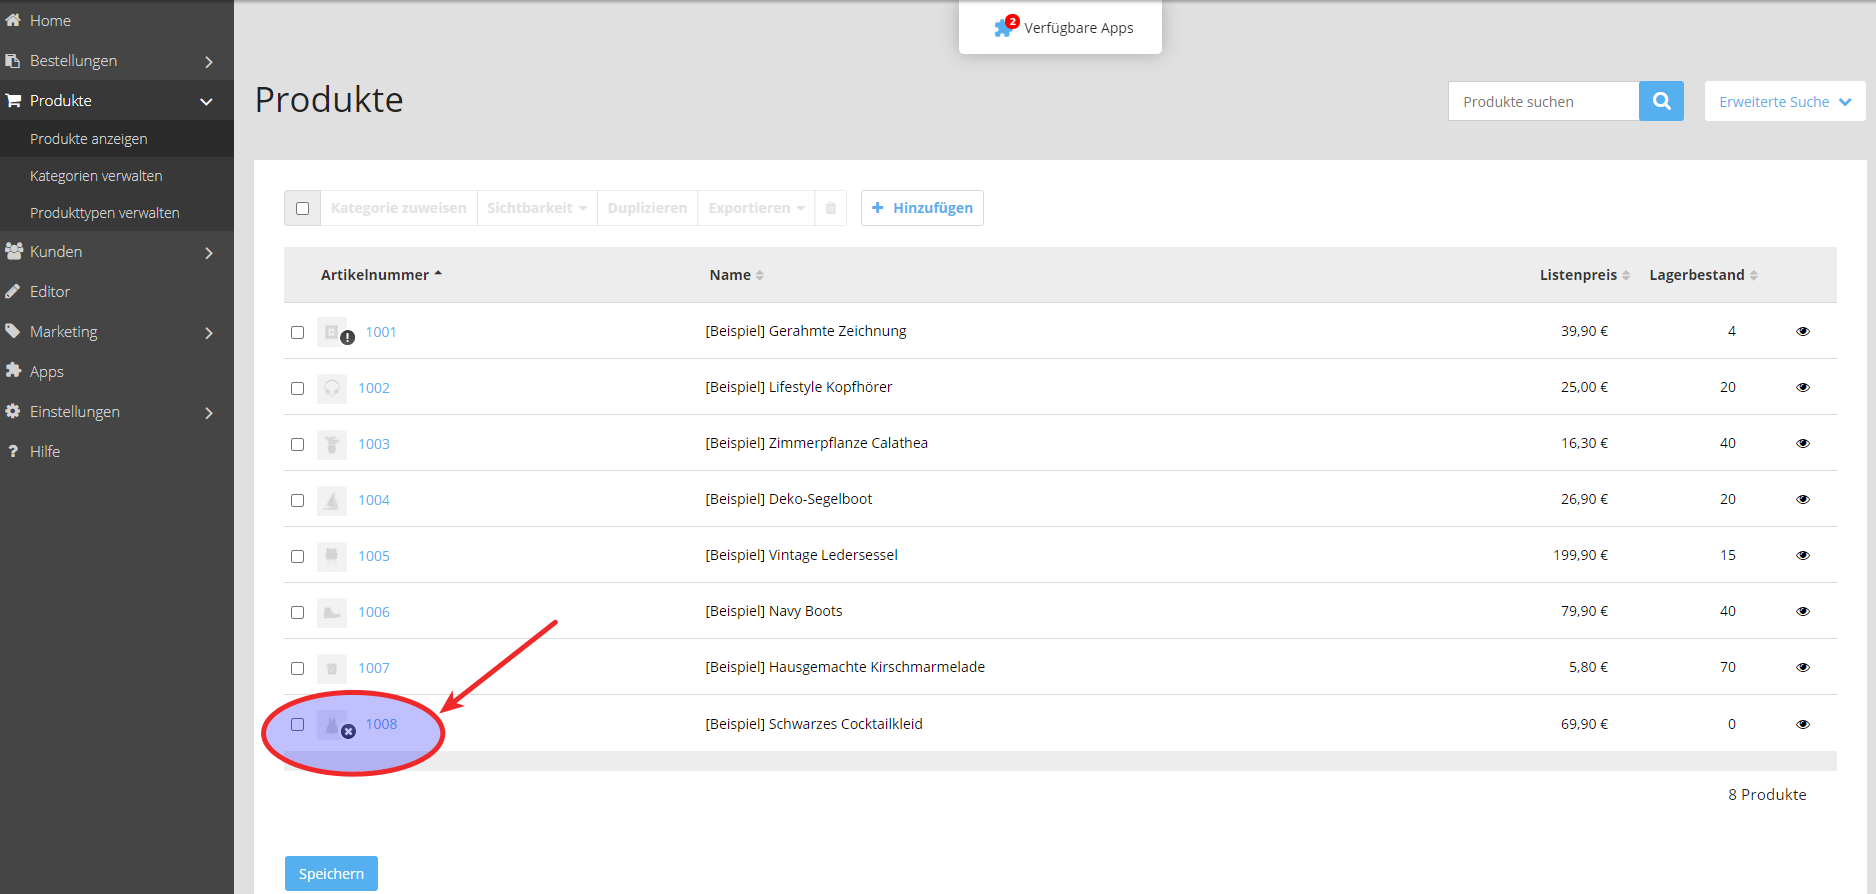 Home
Bestellungen
Produkte
Produkte anzeigen
Kategorien verwalten
Produkttypen verwalten
Kunden
Editor
Marketing
Apps
Einstellungen
? Hilfe
2 Verfügbare Apps
Produkte
Produkte suchen
Erweiterte Suche
Kategorie zuweisen Sichtbarkeit Duplizieren Exportieren + Hinzufügen
Artikelnummer Name Listenpreis Lagerbestand
1001 [Beispiel] Gerahmte Zeichnung 39,90 € 4
1002 [Beispiel] Lifestyle Kopfhörer 25,00 € 20
1003 [Beispiel] Zimmerpflanze Calathea 16,30 € 40
1004 [Beispiel] Deko-Segelboot 26,90 € 20
1005 [Beispiel] Vintage Ledersessel 199,90 € 15
1006 [Beispiel] Navy Boots 79,90 € 40
1007 [Beispiel] Hausgemachte Kirschmarmelade 5,80 € 70
1008 [Beispiel] Schwarzes Cocktailkleid 69,90 € 0
8 Produkte
Speichern